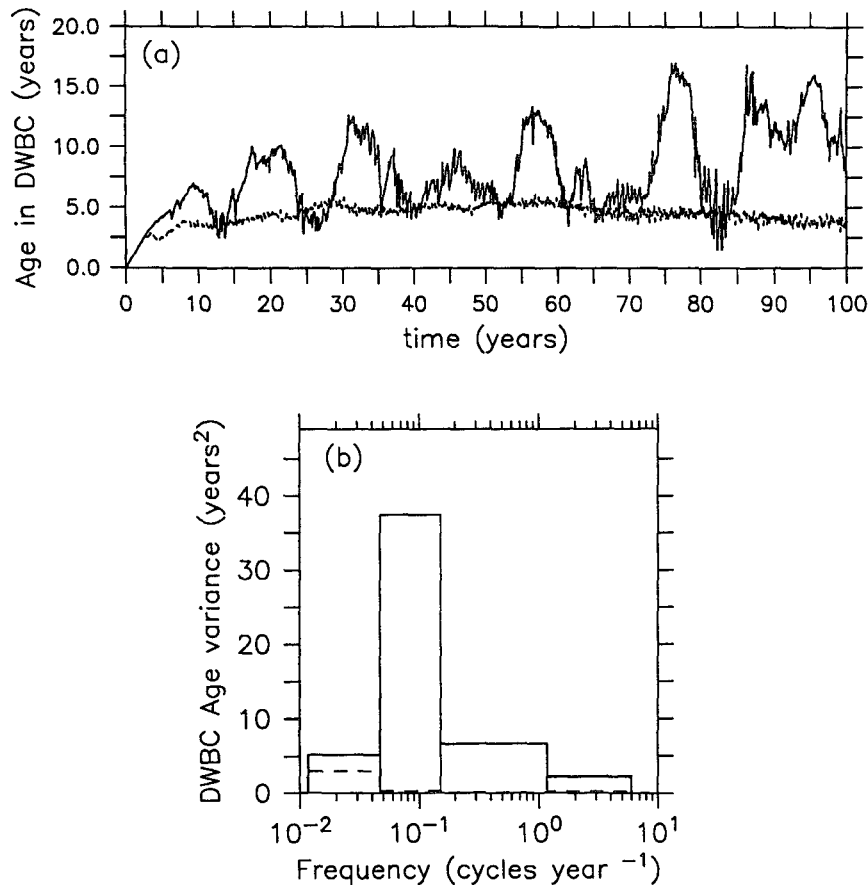 (a)
Age in DWBC (years)
20.0
15.0
10.0
5.0
0.0
0 10 20 30 40 50 60 70 80 90 100
time (years)
(b)
DWBC Age variance (years²)
40
30
20
10
0
10⁻² 10⁻¹ 10⁰ 10¹
Frequency (cycles year ⁻¹)